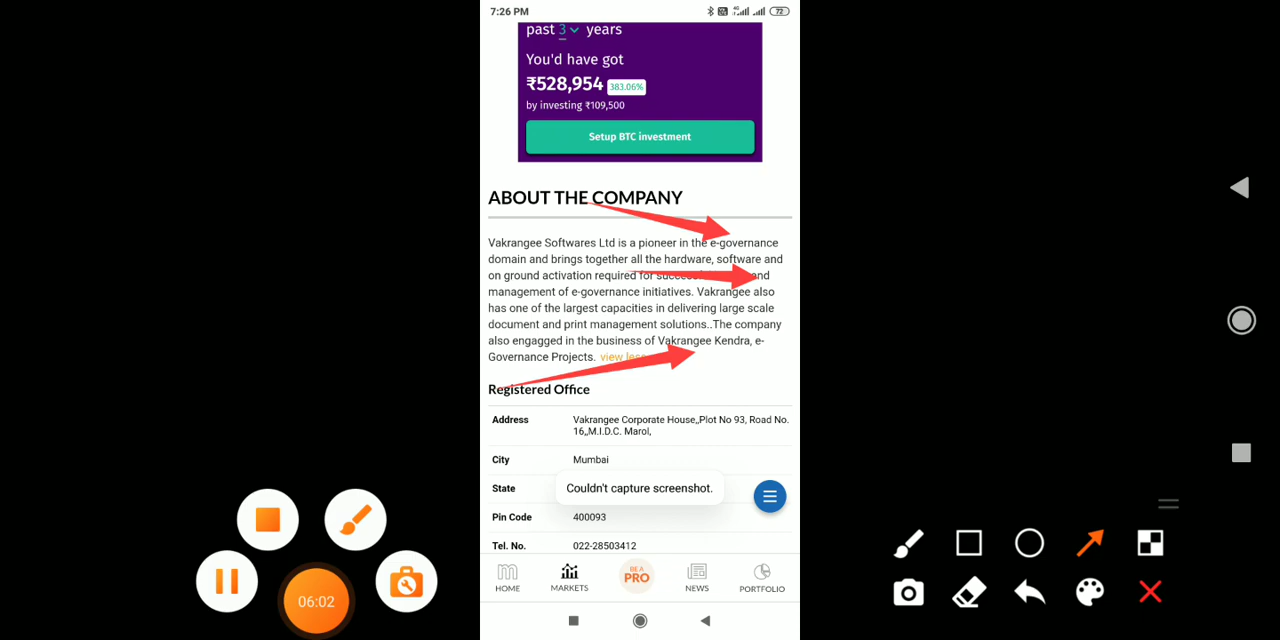 7:26 PM
4G
72
past 3 years
You'd have got
₹528,954 383.06%
by investing ₹109,500
Setup BTC investment
ABOUT THE COMPANY
Vakrangee Softwares Ltd is a pioneer in the e-governance
domain and brings together all the hardware, software and
on ground activation required for and
management of e-governance initiatives. Vakrangee also
has one of the largest capacities in delivering large scale
document and print management solutions..The company
also engagged in the business of Vakrangee Kendra, e-
Governance Projects. view less
Registered Office
Address Vakrangee Corporate House,,Plot No 93, Road No.
16,,M.I.D.C. Marol,
City Mumbai
State
Couldn't capture screenshot.
Pin Code 400093
Tel. No. 022-28503412
HOME
MARKETS
BE A
PRO
NEWS
PORTFOLIO
06:02